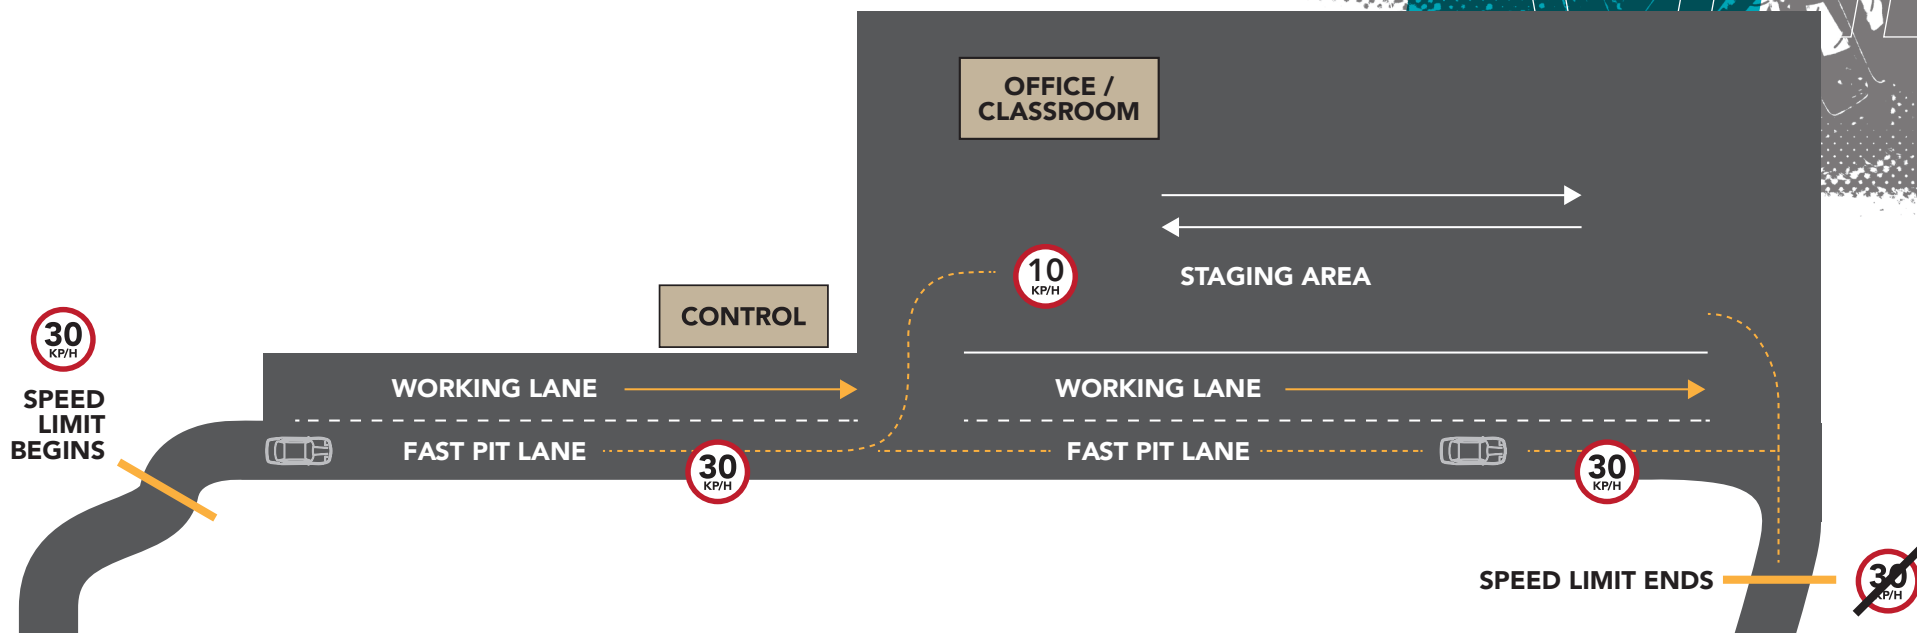 OFFICE /
CLASSROOM
10
KP/H
STAGING AREA
CONTROL
30
KP/H
SPEED
LIMIT
BEGINS
WORKING LANE
WORKING LANE
FAST PIT LANE
30
KP/H
FAST PIT LANE
30
KP/H
SPEED LIMIT ENDS
30
KP/H